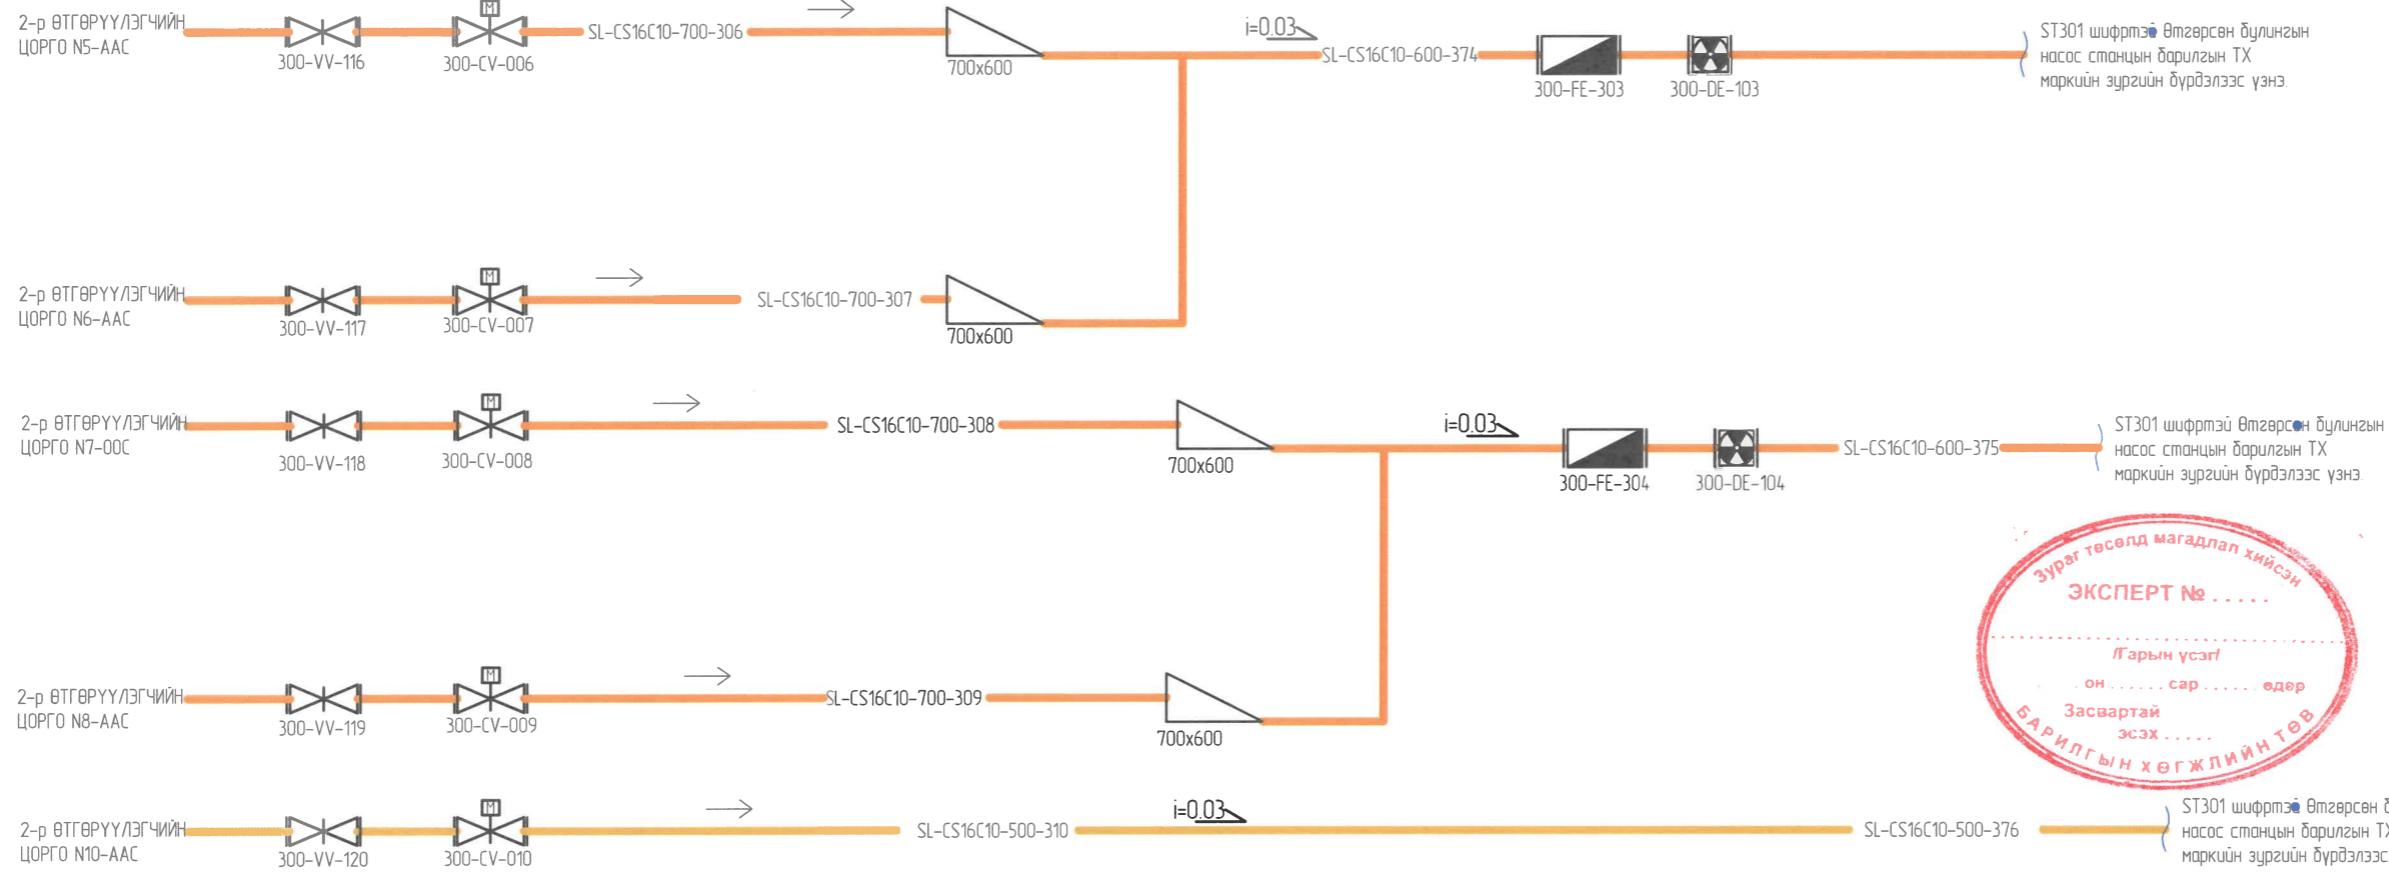 2-р ӨТГӨРҮҮЛЭГЧИЙН
ЦОРГО N5-ААС
300-VV-116
M
300-CV-006
SL-CS16C10-700-306
700x600
i=0.03
SL-CS16C10-600-374
300-FE-303
300-DE-103
ST301 шифртэй Өтгөрсөн булингын
насос станцын барилгын ТХ
маркийн зургийн бүрдэлээс үзнэ.
2-р ӨТГӨРҮҮЛЭГЧИЙН
ЦОРГО N6-ААС
300-VV-117
M
300-CV-007
SL-CS16C10-700-307
700x600
2-р ӨТГӨРҮҮЛЭГЧИЙН
ЦОРГО N7-ООС
300-VV-118
M
300-CV-008
SL-CS16C10-700-308
700x600
i=0.03
300-FE-304
300-DE-104
SL-CS16C10-600-375
ST301 шифртэй Өтгөрсөн булингын
насос станцын барилгын ТХ
маркийн зургийн бүрдэлээс үзнэ.
2-р ӨТГӨРҮҮЛЭГЧИЙН
ЦОРГО N8-ААС
300-VV-119
M
300-CV-009
SL-CS16C10-700-309
700x600
Зураг төсөлд магадлал хийсэн
ЭКСПЕРТ № . . . . .
/Гарын үсэг/
. он . . . . . . сар . . . . . өдөр
Засвартай
эсэх . . . . .
БАРИЛГЫН ХӨГЖЛИЙН ТӨВ
2-р ӨТГӨРҮҮЛЭГЧИЙН
ЦОРГО N10-ААС
300-VV-120
M
300-CV-010
SL-CS16C10-500-310
i=0.03
SL-CS16C10-500-376
ST301 шифртэй Өтгөрсөн
насос станцын барилгын ТХ
маркийн зургийн бүрдэлээс